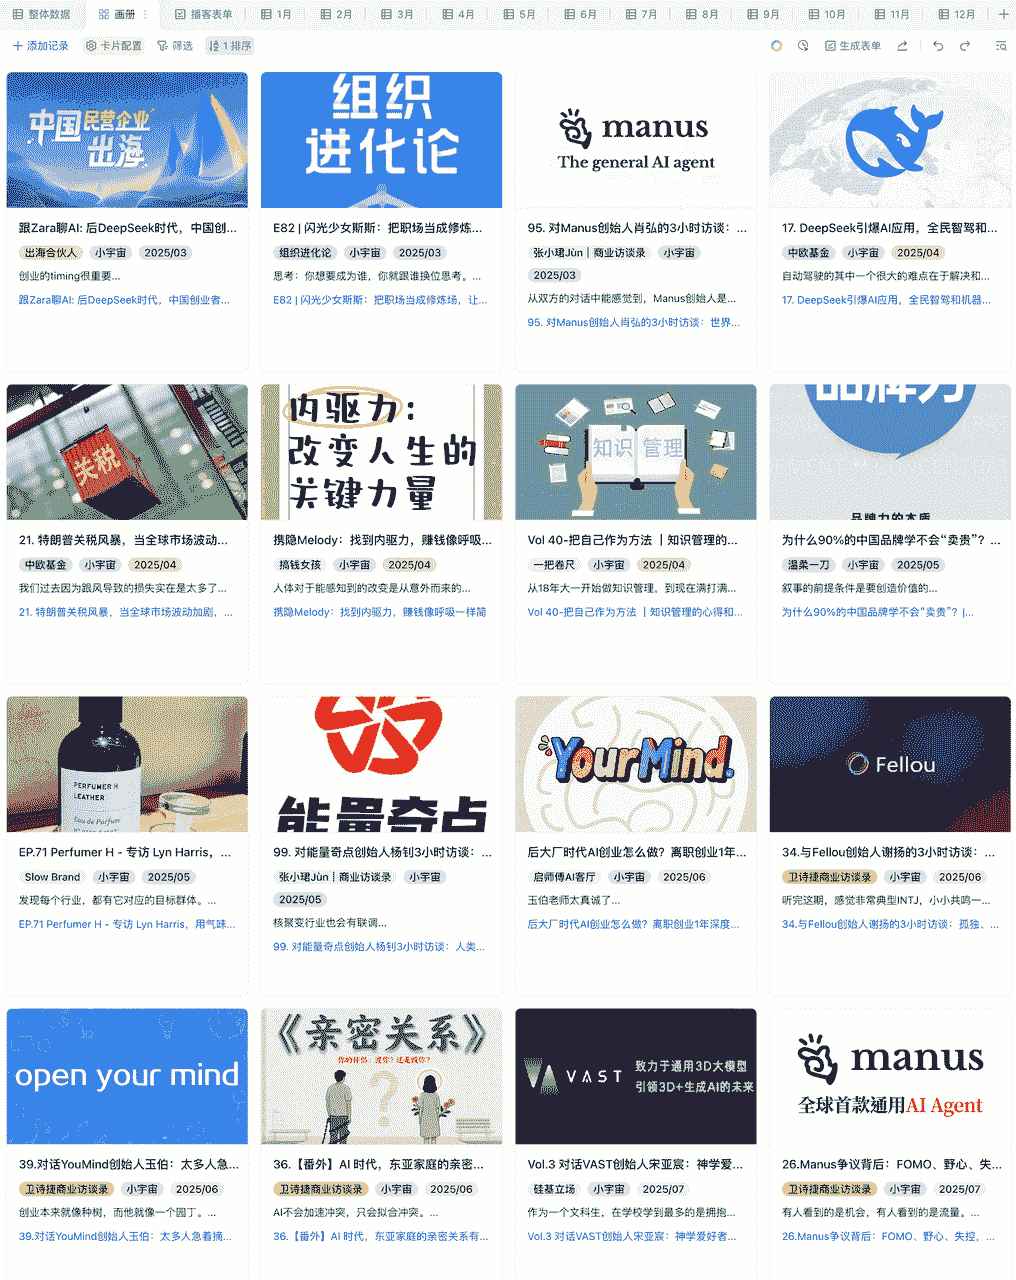 整体数据 画册 播客表单 1月 2月 3月 4月 5月 6月 7月 8月 9月 10月 11月 12月
添加记录 卡片配置 筛选 1 排序 生成表单
中国民营企业
出海
组织
进化论
manus
The general AI agent
跟Zara聊AI: 后DeepSeek时代，中国创...
出海合伙人 小宇宙 2025/03
创业的timing很重要...
跟Zara聊AI: 后DeepSeek时代，中国创业者...
E82 | 闪光少女斯斯：把职场当成修炼...
组织进化论 小宇宙 2025/03
思考：你想要成为谁，你就跟谁换位思考。...
E82 | 闪光少女斯斯：把职场当成修炼场，让...
95. 对Manus创始人肖弘的3小时访谈：...
张小珺Jùn｜商业访谈录 小宇宙
2025/03
从双方的对话中能感觉到，Manus创始人是...
95. 对Manus创始人肖弘的3小时访谈：世界...
17. DeepSeek引爆AI应用，全民智驾和...
中欧基金 小宇宙 2025/04
自动驾驶的其中一个很大的难点在于解决和...
17. DeepSeek引爆AI应用，全民智驾和机器...
关税
内驱力：
改变人生的
关键力量
知识 管理
品牌力
品牌力的本质
21. 特朗普关税风暴，当全球市场波动...
中欧基金 小宇宙 2025/04
我们过去因为跟风导致的损失实在是太多了...
21. 特朗普关税风暴，当全球市场波动加剧，...
携隐Melody：找到内驱力，赚钱像呼吸...
搞钱女孩 小宇宙 2025/04
人体对于能感知到的改变是从意外而来的...
携隐Melody：找到内驱力，赚钱像呼吸一样简
Vol 40-把自己作为方法 ｜知识管理的...
一把卷尺 小宇宙 2025/04
从18年大一开始做知识管理，到现在满打满...
Vol 40-把自己作为方法 ｜知识管理的心得和...
为什么90%的中国品牌学不会“卖贵”？...
温柔一刀 小宇宙 2025/05
叙事的前提条件是要创造价值的...
为什么90%的中国品牌学不会“卖贵”？|...
PERFUMER H
LEATHER
Eau de Parfum
能量奇点
YourMind.
Fellou
EP.71 Perfumer H - 专访 Lyn Harris，...
Slow Brand 小宇宙 2025/05
发现每个行业，都有它对应的目标群体。...
EP.71 Perfumer H - 专访 Lyn Harris，用气味...
99. 对能量奇点创始人杨钊3小时访谈：...
张小珺Jùn｜商业访谈录 小宇宙
2025/05
核聚变行业也会有联调...
99. 对能量奇点创始人杨钊3小时访谈：人类...
后大厂时代AI创业怎么做？离职创业1年...
启师傅AI客厅 小宇宙 2025/06
玉伯老师太真诚了...
后大厂时代AI创业怎么做？离职创业1年深度...
34.与Fellou创始人谢扬的3小时访谈：...
卫诗捷商业访谈录 小宇宙 2025/06
听完这期，感觉非常典型INTJ，小小共鸣一...
34.与Fellou创始人谢扬的3小时访谈：孤独、...
open your mind
《亲密关系》
你的伴侣：渡你？还是毁你？
?
VAST 致力于通用3D大模型
引领3D+生成AI的未来
manus
全球首款通用AI Agent
39.对话YouMind创始人玉伯：太多人急...
卫诗捷商业访谈录 小宇宙 2025/06
创业本来就像种树，而他就像一个园丁。...
39.对话YouMind创始人玉伯：太多人急着摘...
36.【番外】AI 时代，东亚家庭的亲密...
卫诗捷商业访谈录 小宇宙 2025/06
AI不会加速冲突，只会拟合冲突。...
36.【番外】AI 时代，东亚家庭的亲密关系有...
Vol.3 对话VAST创始人宋亚宸：神学爱...
硅基立场 小宇宙 2025/07
作为一个文科生，在学校学到最多的是拥抱...
Vol.3 对话VAST创始人宋亚宸：神学爱好者...
26.Manus争议背后：FOMO、野心、失...
卫诗捷商业访谈录 小宇宙 2025/07
有人看到的是机会，有人看到的是流量。...
26.Manus争议背后：FOMO、野心、失控，...